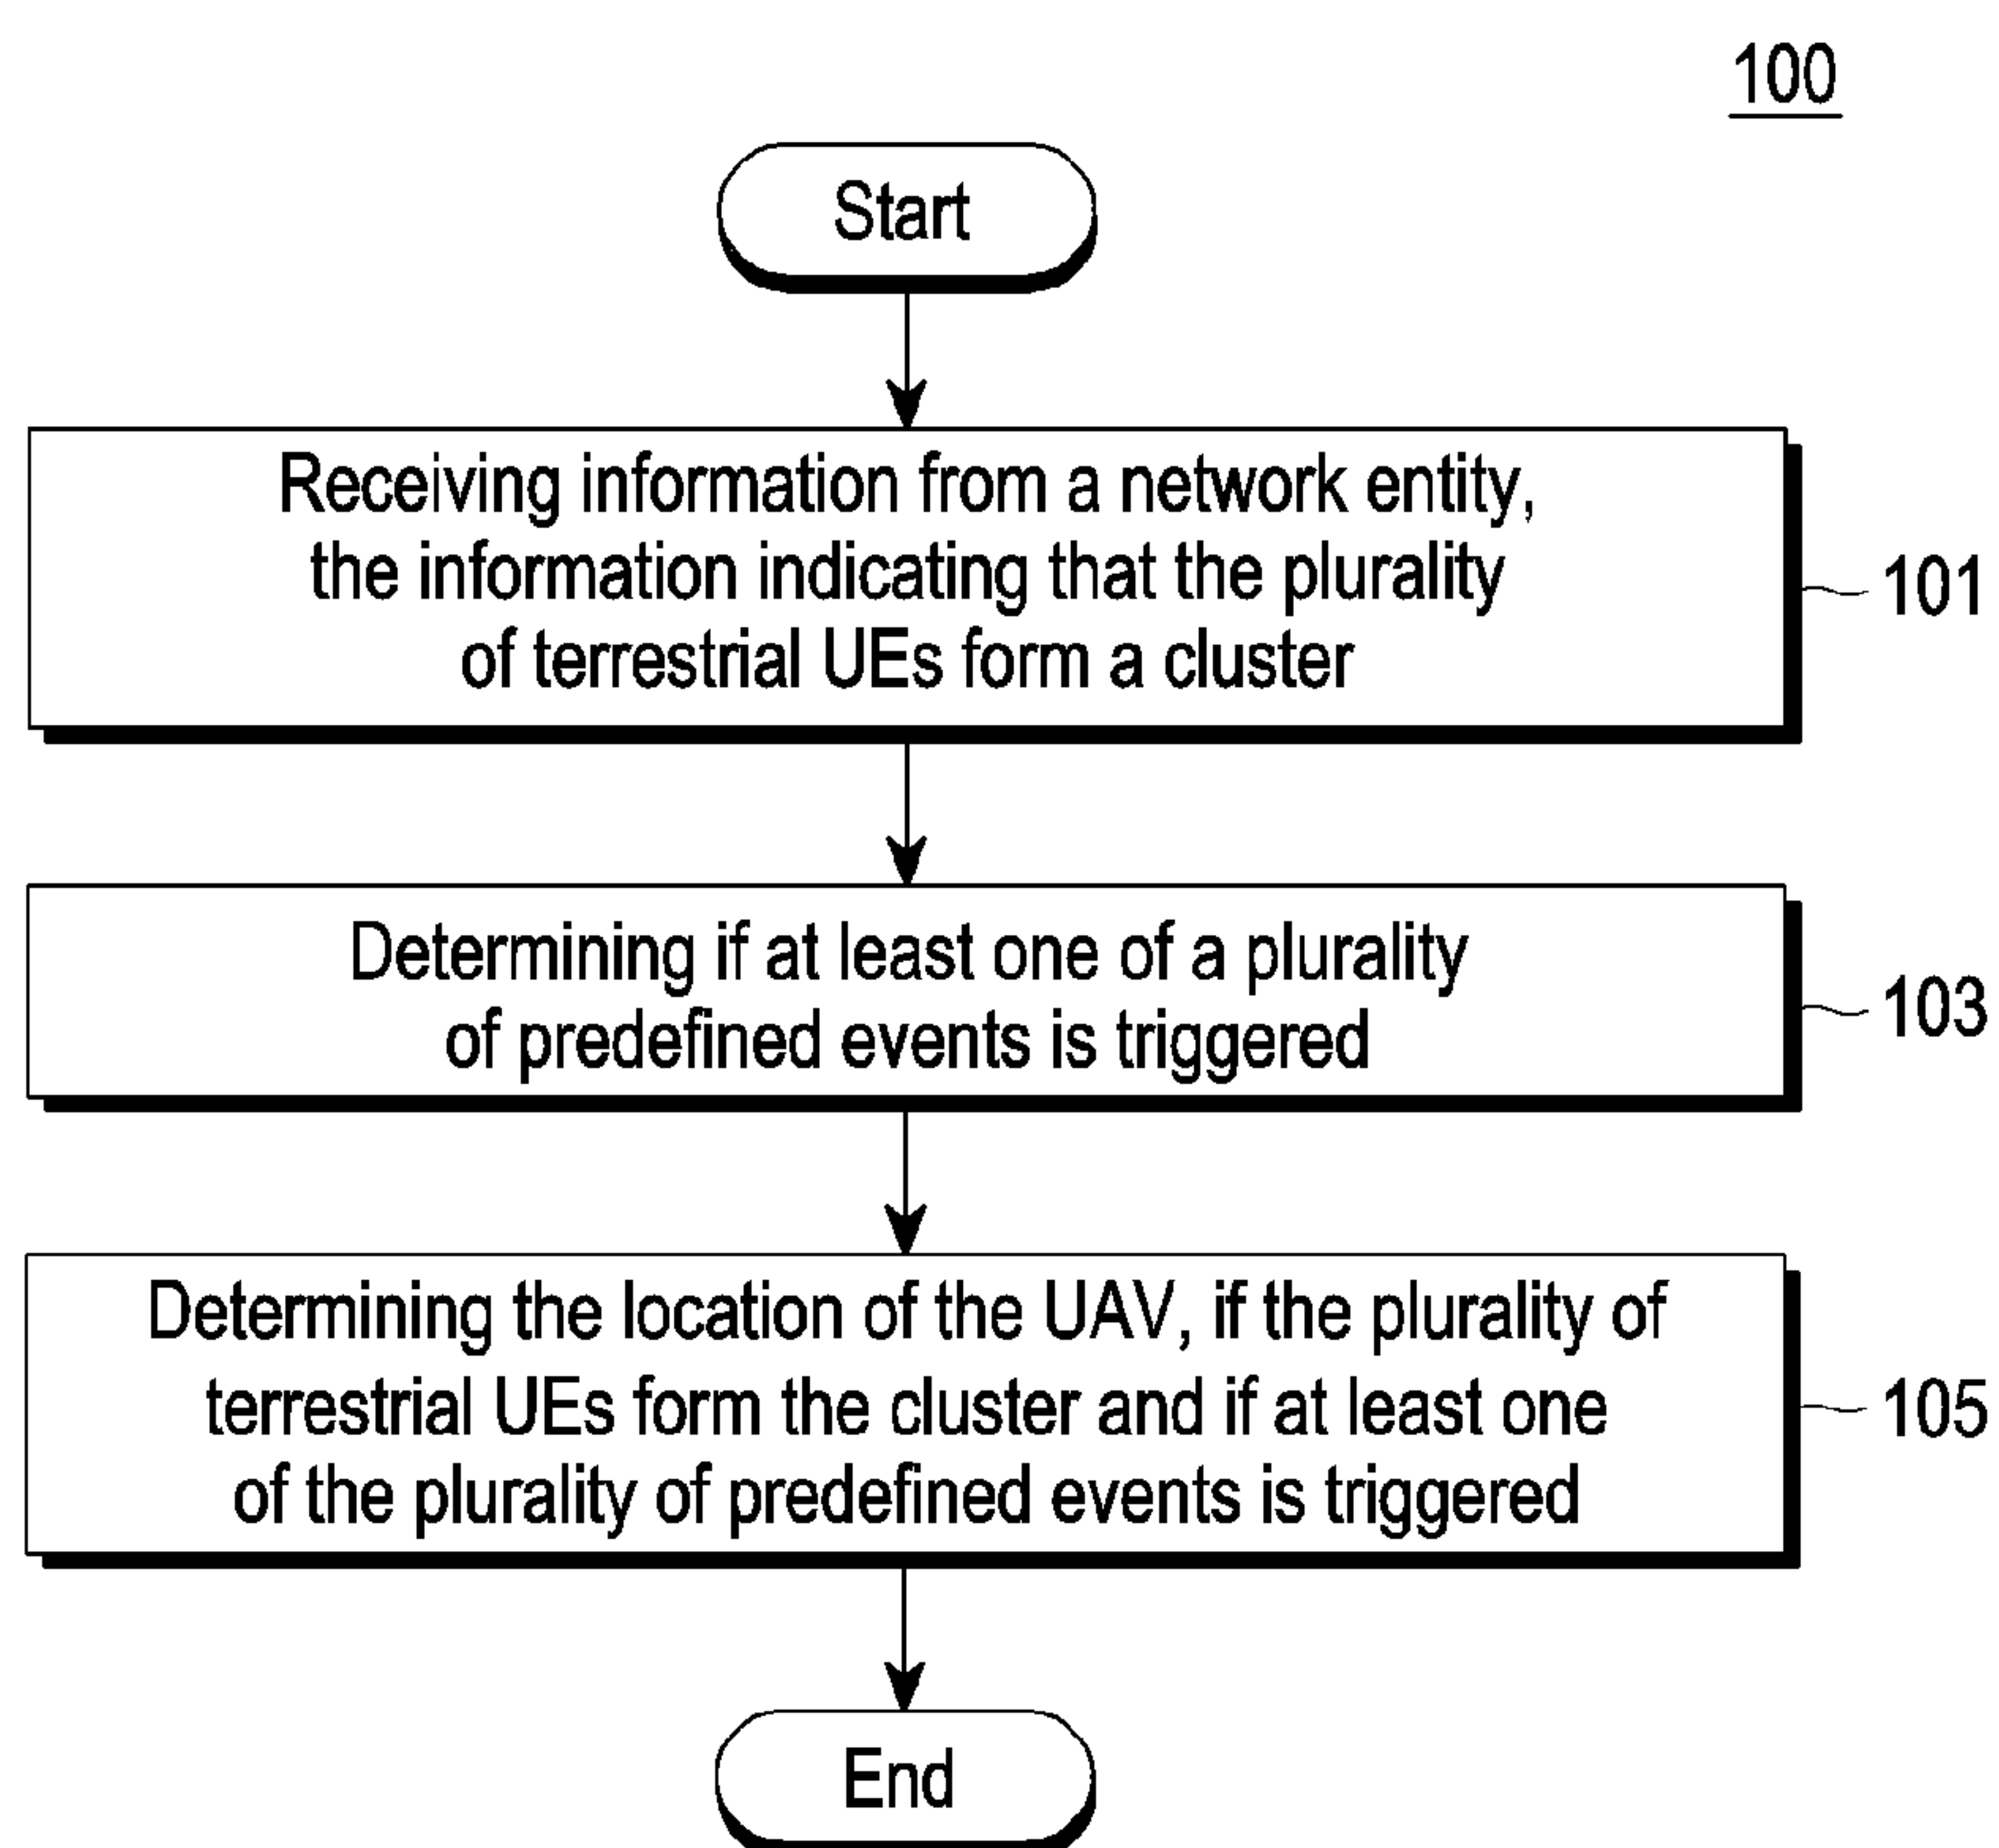 100
Start
Receiving information from a network entity,
the information indicating that the plurality
of terrestrial UEs form a cluster
101
Determining if at least one of a plurality
of predefined events is triggered
103
Determining the location of the UAV, if the plurality of
terrestrial UEs form the cluster and if at least one
of the plurality of predefined events is triggered
105
End